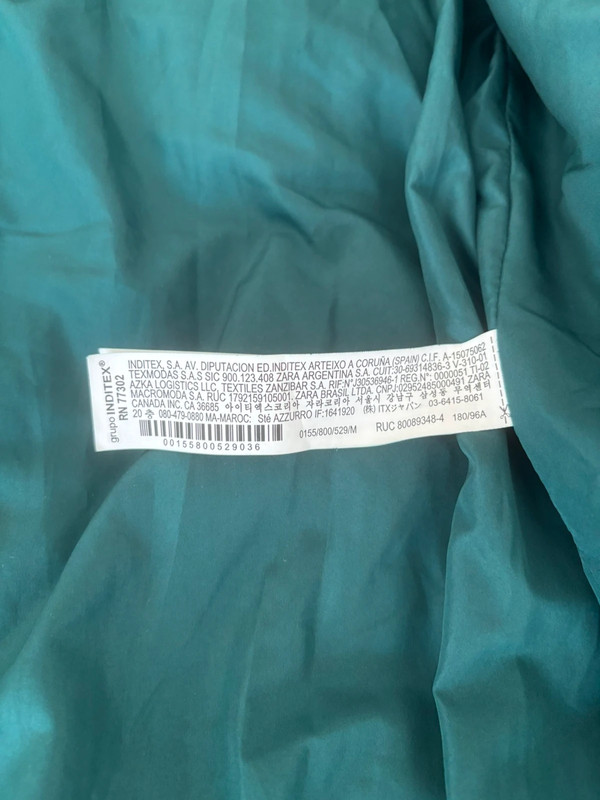 grupo INDITEX®
RN 77302
INDITEX, S.A. AV. DIPUTACION ED.INDITEX ARTEIXO A CORUÑA (SPAIN) C.I.F. A-15075062
TEXMODAS S.A.S SIC 900.123.408 ZARA ARGENTINA S.A. CUIT:30-69314836-3 V-310-01
AZKA LOGISTICS LLC, TEXTILES ZANZIBAR S.A. RIF:N°J30536946-1 REG.N° 0000051 TI-02
MACROMODA S.A. RUC 1792159105001. ZARA BRASIL LTDA. CNPJ:02952485000491 ZARA
CANADA INC. CA 36685 아이티엑스코리아 자라코리아 서울시 강남구 삼성동 무역센터
20 층 080-479-0880 MA-MAROC: Sté AZZURRO IF:1641920 (株) ITXジャパン 03-6415-8061
0155/800/529/M RUC 80089348-4 180/96A
00155800529036